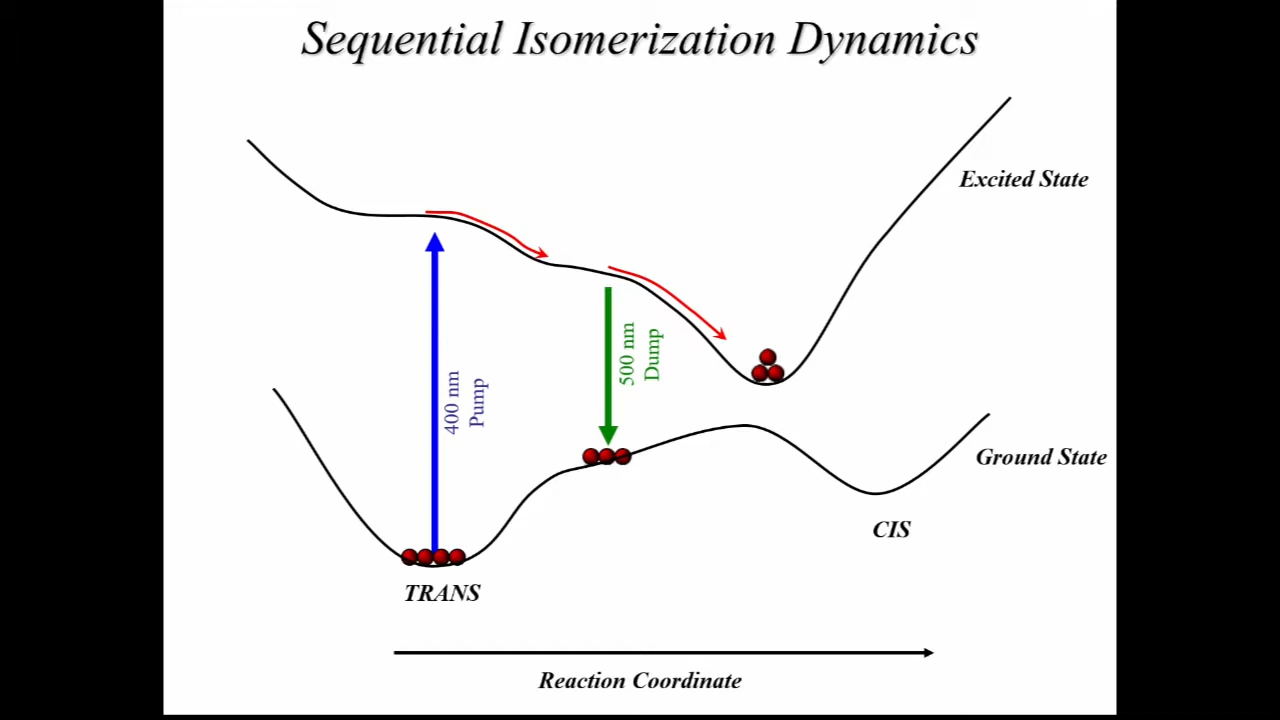 Sequential Isomerization Dynamics
Excited State
500 nm
Dump
400 nm
Pump
Ground State
CIS
TRANS
Reaction Coordinate